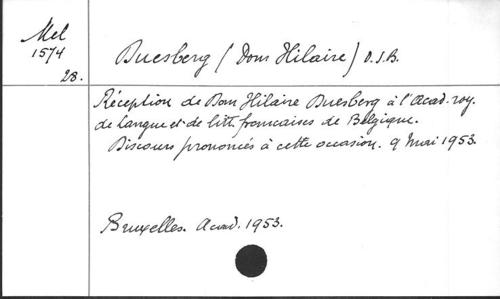 Mel
1574
28.
Duesberg (Dom Hilaire) O.S.B.
Réception de Dom Hilaire Duesberg à l'Acad. roy.
de langue et de litt. françaises de Belgique.
Discours prononcés à cette occasion. 9 Mai 1953.
Bruxelles. Acad. 1953.